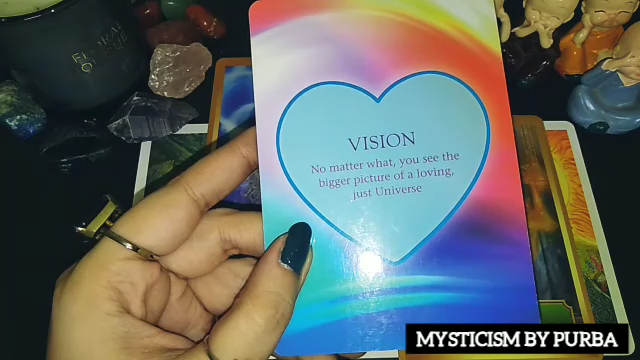 VISION
No matter what, you see the
bigger picture of a loving,
just Universe
MYSTICISM BY PURBA